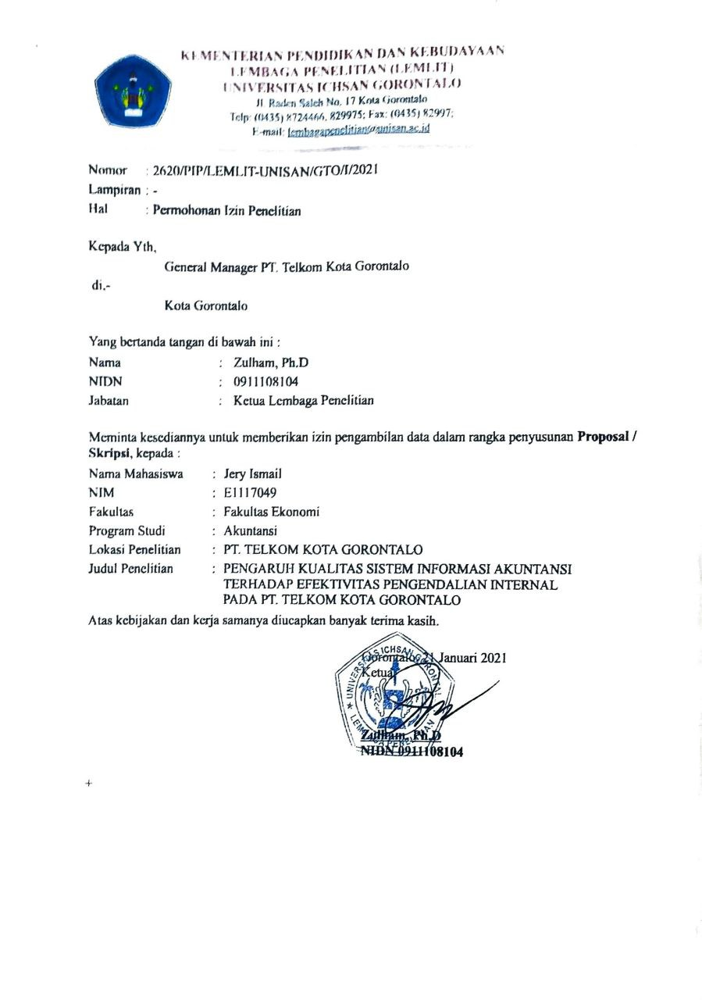 KEMENTERIAN PENDIDIKAN DAN KEBUDAYAAN
LEMBAGA PENELITIAN (LEMLIT)
UNIVERSITAS ICHSAN GORONTALO
Jl. Raden Saleh No. 17 Kota Gorontalo
Telp: (0435) 8724466, 829975; Fax: (0435) 82997;
E-mail: lembagapenelitian@unisan.ac.id
Nomor : 2620/PIP/LEMLIT-UNISAN/GTO/I/2021
Lampiran : -
Hal : Permohonan Izin Penelitian
Kepada Yth,
General Manager PT. Telkom Kota Gorontalo
di,-
Kota Gorontalo
Yang bertanda tangan di bawah ini :
Nama : Zulham, Ph.D
NIDN : 0911108104
Jabatan : Ketua Lembaga Penelitian
Meminta kesediannya untuk memberikan izin pengambilan data dalam rangka penyusunan Proposal /
Skripsi, kepada :
Nama Mahasiswa : Jery Ismail
NIM : E1117049
Fakultas : Fakultas Ekonomi
Program Studi : Akuntansi
Lokasi Penelitian : PT. TELKOM KOTA GORONTALO
Judul Penelitian : PENGARUH KUALITAS SISTEM INFORMASI AKUNTANSI
TERHADAP EFEKTIVITAS PENGENDALIAN INTERNAL
PADA PT. TELKOM KOTA GORONTALO
Atas kebijakan dan kerja samanya diucapkan banyak terima kasih.
Gorontalo, 21 Januari 2021
Ketua
UNIVERSITAS ICHSAN GORONTAL
LEMBAGA PENELITIAN
Zulham, Ph.D
NIDN 0911108104
+